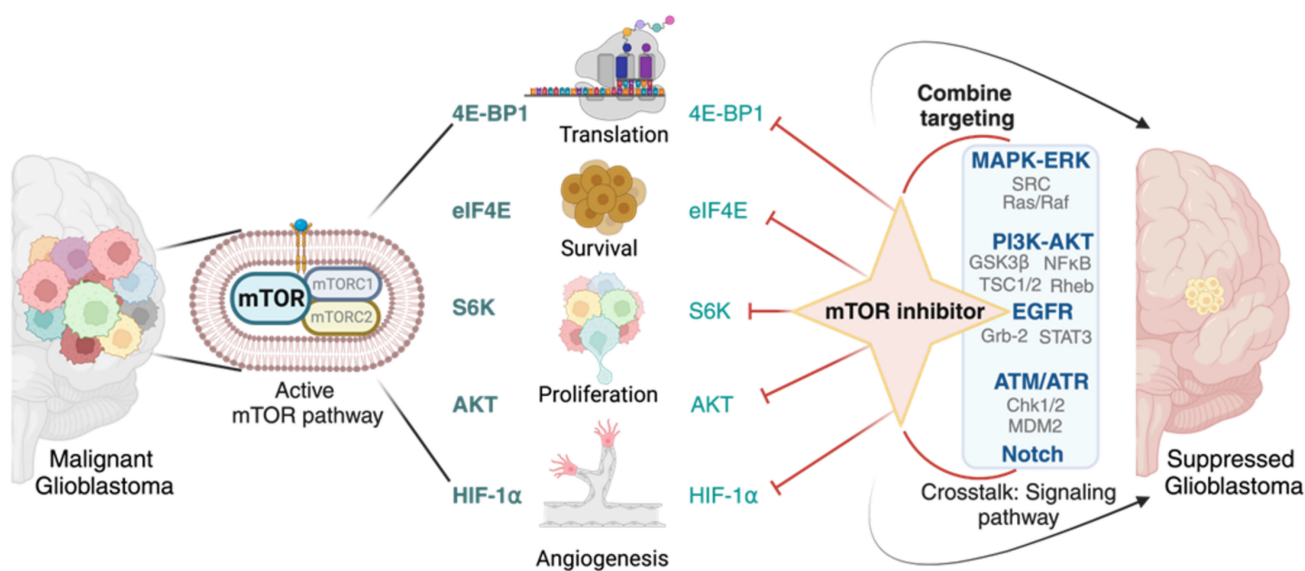 Malignant
Glioblastoma
mTOR
mTORC1
mTORC2
Active
mTOR pathway
4E-BP1
eIF4E
S6K
AKT
HIF-1α
Translation
Survival
Proliferation
Angiogenesis
4E-BP1
eIF4E
S6K
AKT
HIF-1α
mTOR inhibitor
Combine
targeting
MAPK-ERK
SRC
Ras/Raf
PI3K-AKT
GSK3β NFκB
TSC1/2 Rheb
EGFR
Grb-2 STAT3
ATM/ATR
Chk1/2
MDM2
Notch
Crosstalk: Signaling
pathway
Suppressed
Glioblastoma